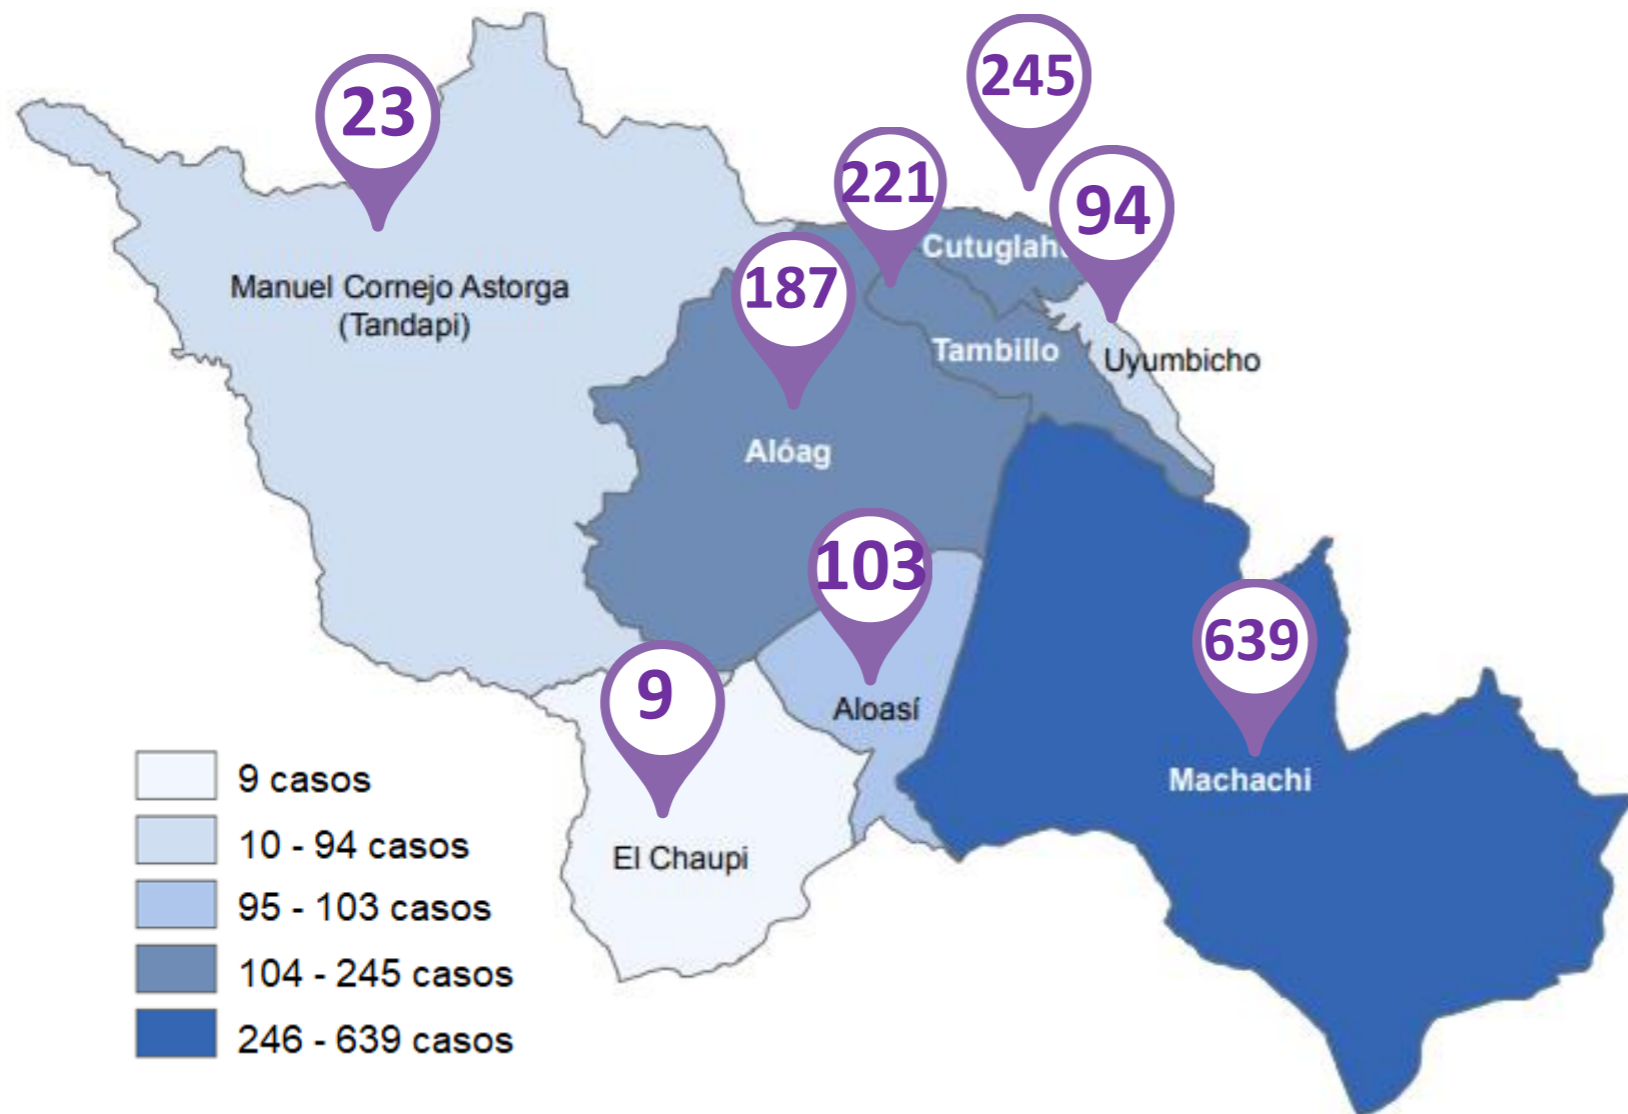 245
23
221
94
Cutuglah
187
Manuel Cornejo Astorga
(Tandapi)
Tambillo
Uyumbicho
Alóag
103
639
9
Aloasí
Machachi
El Chaupi
9 casos
10 - 94 casos
95 - 103 casos
104 - 245 casos
246 - 639 casos